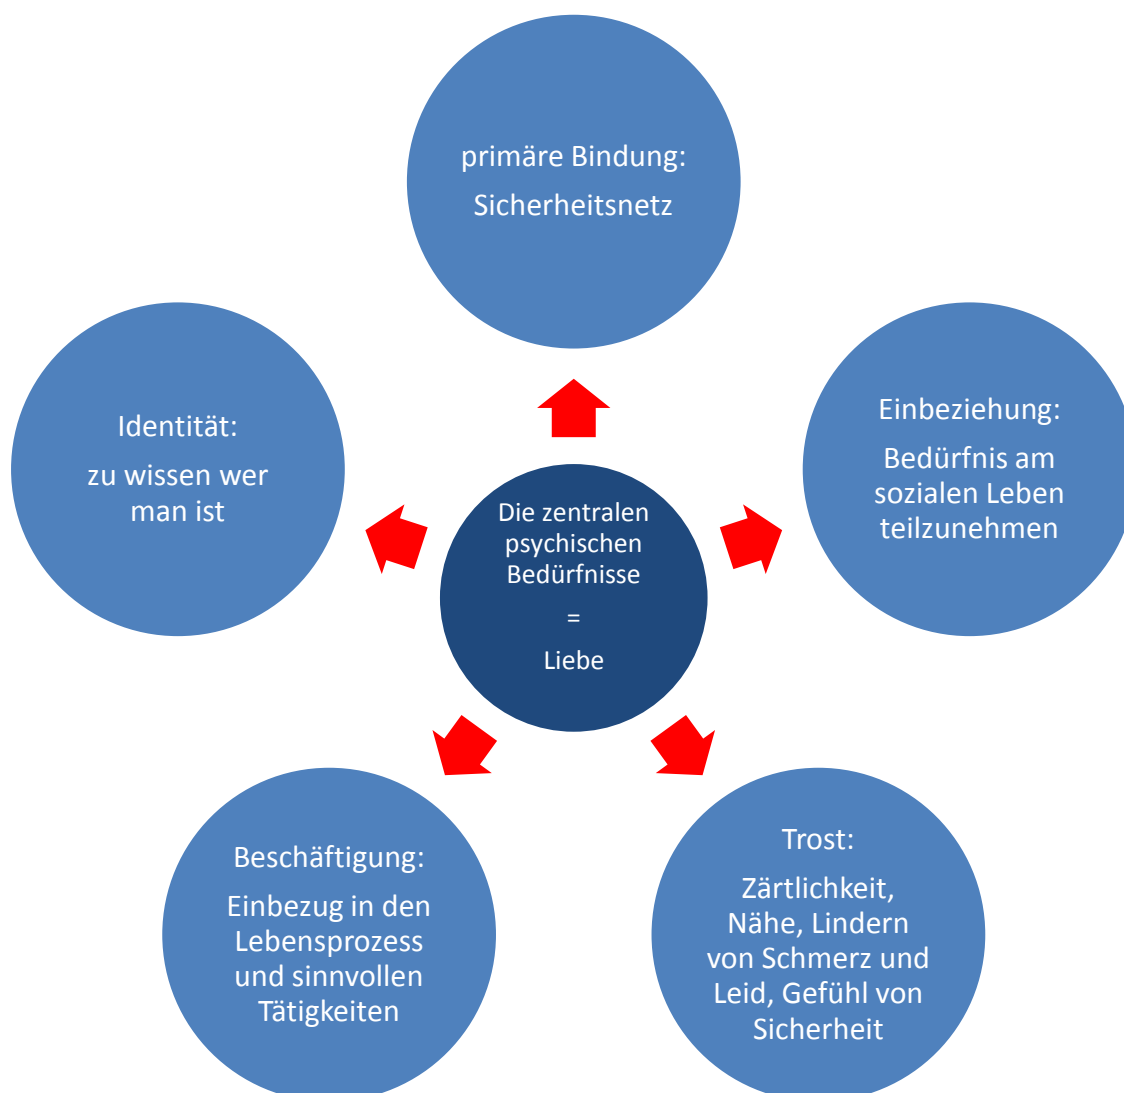 primäre Bindung:
Sicherheitsnetz
Einbeziehung:
Bedürfnis am
sozialen Leben
teilzunehmen
Trost:
Zärtlichkeit,
Nähe, Lindern
von Schmerz und
Leid, Gefühl von
Sicherheit
Beschäftigung:
Einbezug in den
Lebensprozess
und sinnvollen
Tätigkeiten
Identität:
zu wissen wer
man ist
Die zentralen
psychischen
Bedürfnisse
=
Liebe